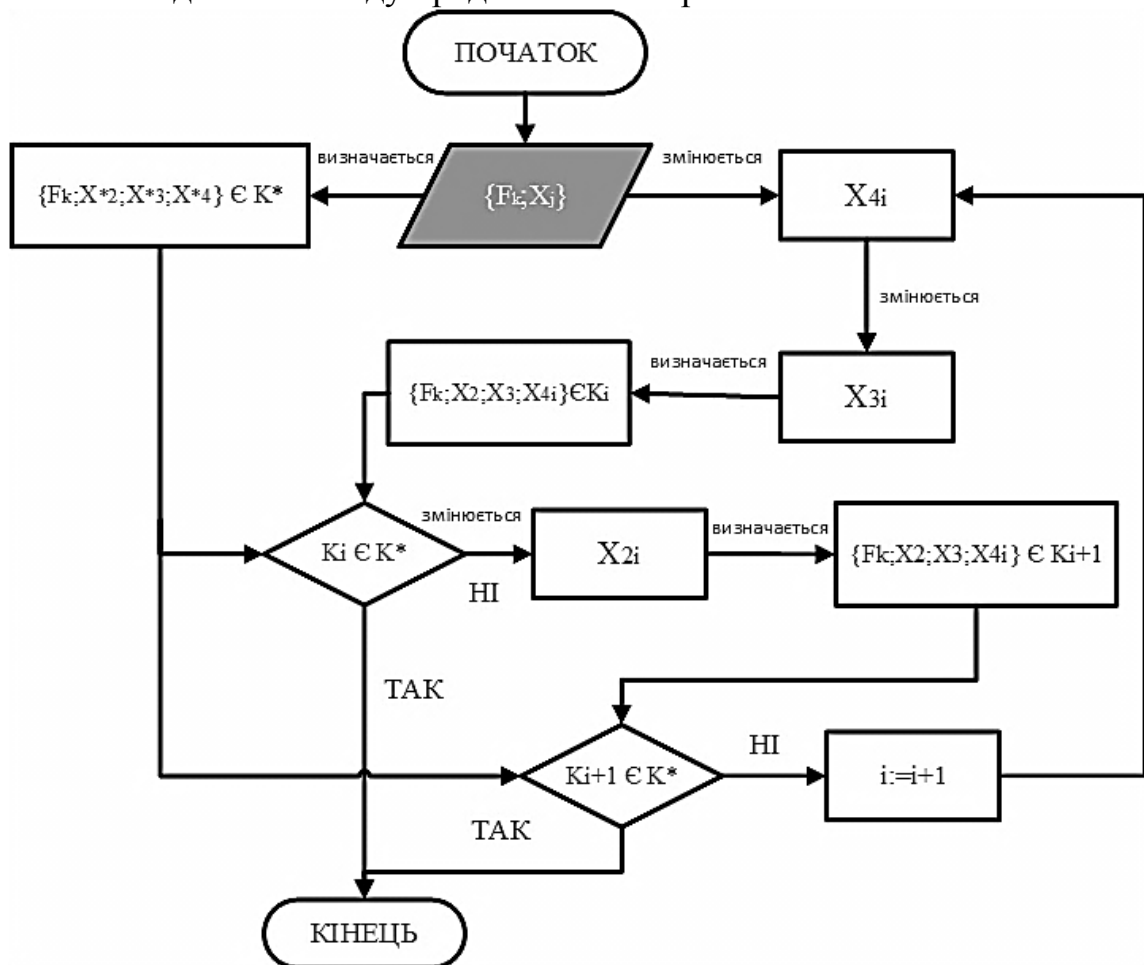 ПОЧАТОК
визначається
змінюється
{Fk;X*2;X*3;X*4} Є K*
{Fk;Xj}
X4i
змінюється
визначається
{Fk;X2;X3;X4i}ЄKi
X3i
змінюється
визначається
Ki Є K*
X2i
{Fk;X2;X3;X4i} Є Ki+1
НІ
ТАК
НІ
Ki+1 Є K*
i:=i+1
ТАК
КІНЕЦЬ